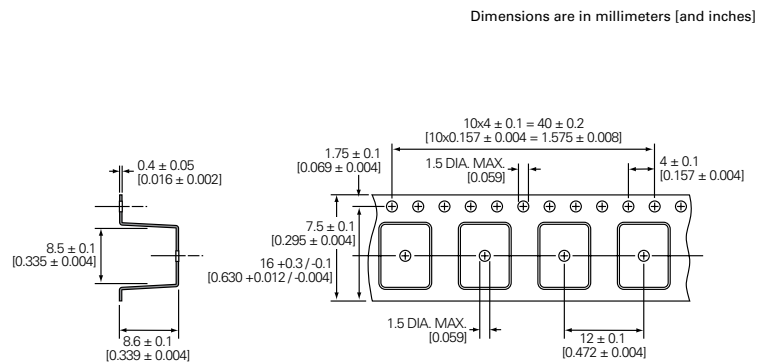 Dimensions are in millimeters [and inches]
10x4 ± 0.1 = 40 ± 0.2
[10x0.157 ± 0.004 = 1.575 ± 0.008]
1.75 ± 0.1
[0.069 ± 0.004]
1.5 DIA. MAX.
[0.059]
4 ± 0.1
[0.157 ± 0.004]
0.4 ± 0.05
[0.016 ± 0.002]
7.5 ± 0.1
[0.295 ± 0.004]
8.5 ± 0.1
[0.335 ± 0.004]
16 +0.3 / -0.1
[0.630 +0.012 / -0.004]
1.5 DIA. MAX.
[0.059]
12 ± 0.1
[0.472 ± 0.004]
8.6 ± 0.1
[0.339 ± 0.004]